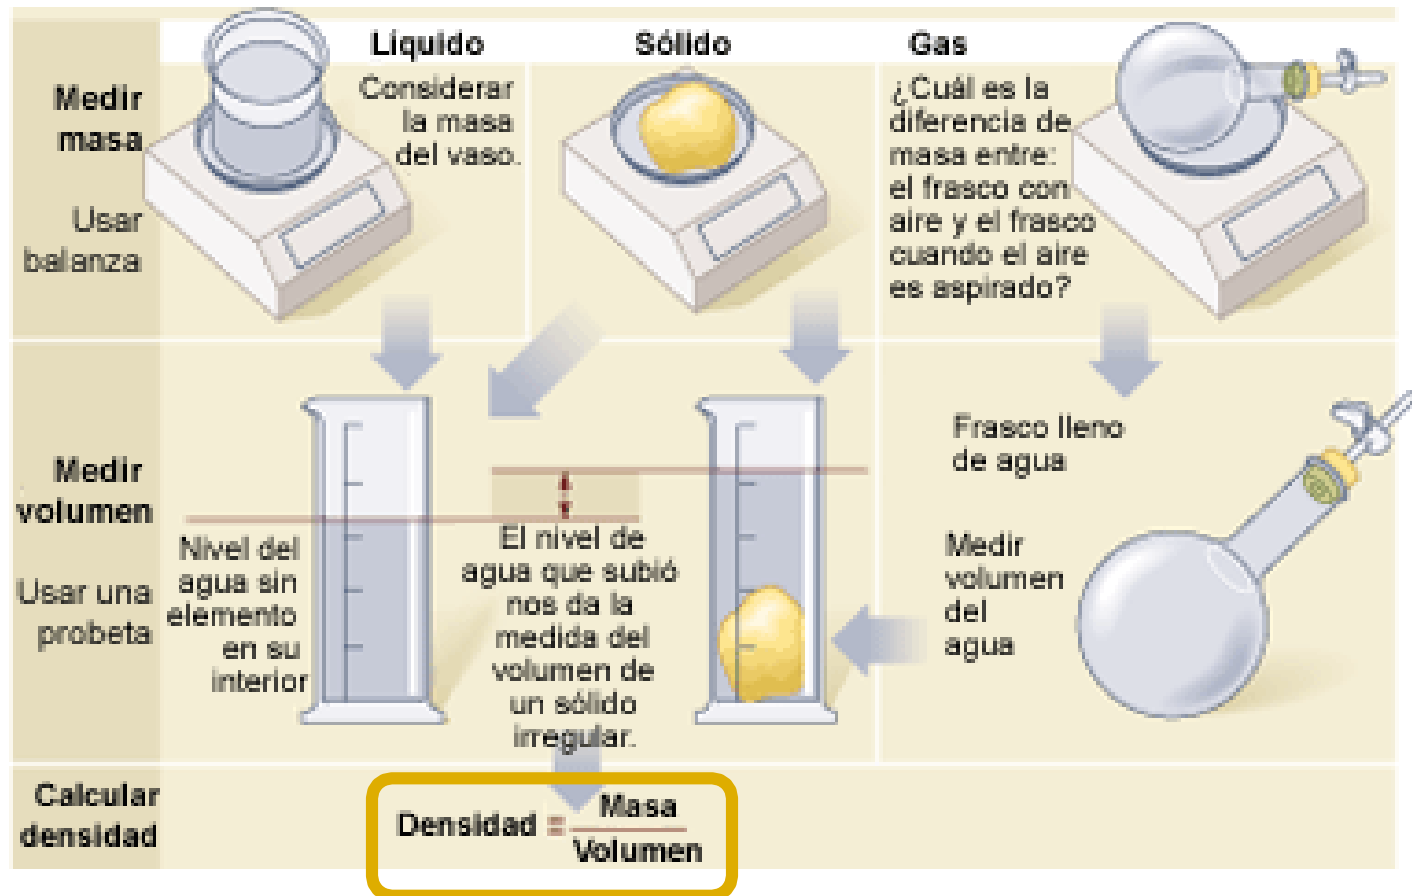 Líquido
Sólido
Gas
Medir
masa
Usar
balanza
Considerar
la masa
del vaso.
¿Cuál es la
diferencia de
masa entre:
el frasco con
aire y el frasco
cuando el aire
es aspirado?
Medir
volumen
Usar una
probeta
Nivel del
agua sin
elemento
en su
interior
El nivel de
agua que subió
nos da la
medida del
volumen de
un sólido
irregular.
Frasco lleno
de agua
Medir
volumen
del
agua
Calcular
densidad
Densidad = Masa
Volumen